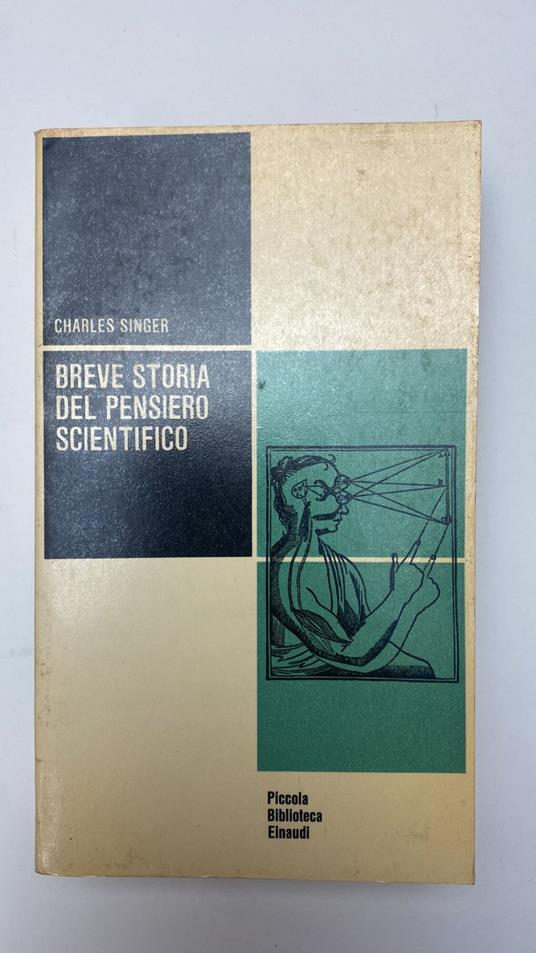 CHARLES SINGER
BREVE STORIA
DEL PENSIERO
SCIENTIFICO
Piccola
Biblioteca
Einaudi